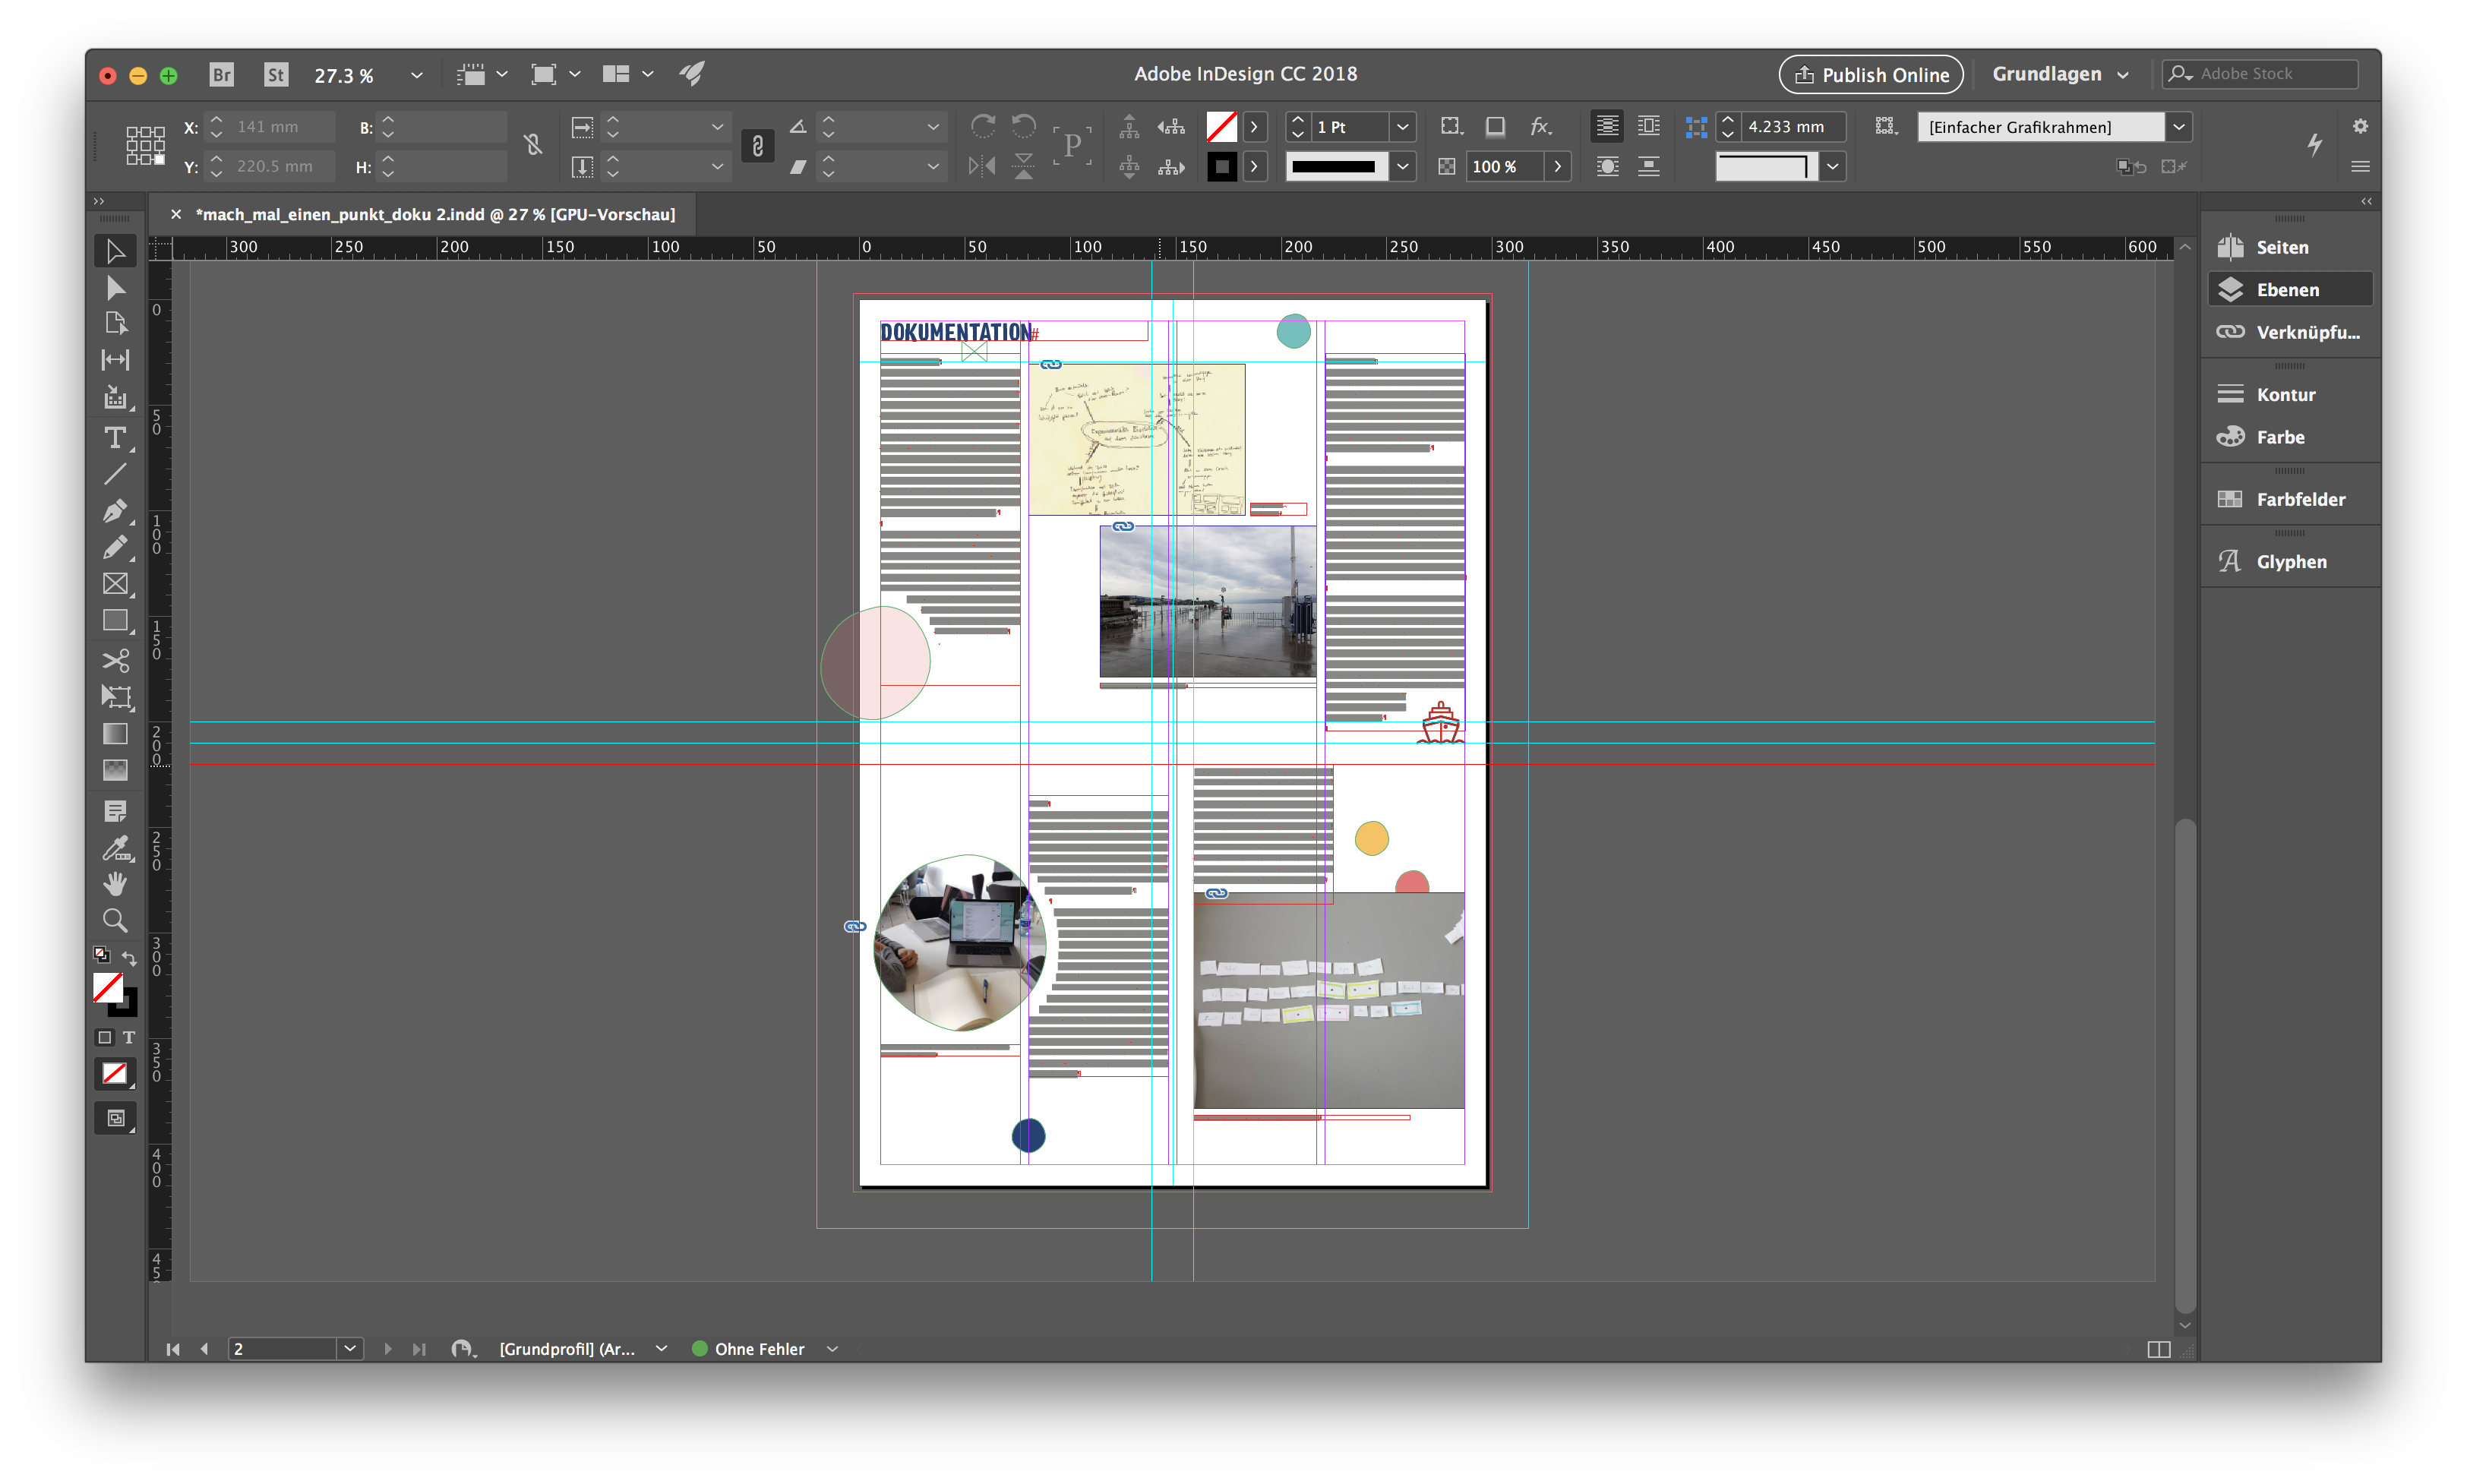 Br St 27.3 % Adobe InDesign CC 2018 Publish Online Grundlagen Adobe Stock
X: 141 mm B: P 1 Pt fx. 4.233 mm [Einfacher Grafikrahmen]
Y: 220.5 mm H: 100 %
*mach_mal_einen_punkt_doku 2.indd @ 27 % [GPU-Vorschau]
300 250 200 150 100 50 0 50 100 150 200 250 300 350 400 450 500 550 600
0
50
100
150
200
250
300
350
400
45
DOKUMENTATION#
Seiten
Ebenen
Verknüpfu...
Kontur
Farbe
Farbfelder
Glyphen
T
T
2 [Grundprofil] (Ar... Ohne Fehler